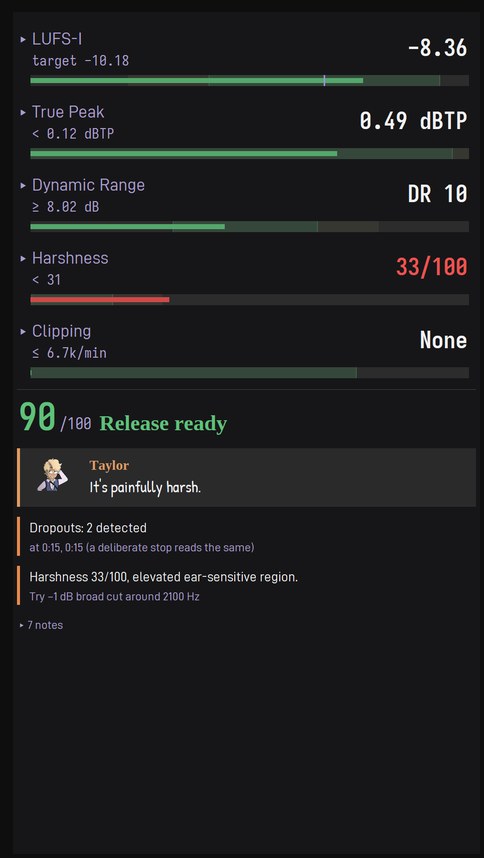 ▸ LUFS-I
-8.36
target -10.18
▸ True Peak
0.49 dBTP
< 0.12 dBTP
▸ Dynamic Range
DR 10
≥ 8.02 dB
▸ Harshness
33/100
< 31
▸ Clipping
None
≤ 6.7k/min
90/100 Release ready
Taylor
It's painfully harsh.
Dropouts: 2 detected
at 0:15, 0:15 (a deliberate stop reads the same)
Harshness 33/100, elevated ear-sensitive region.
Try -1 dB broad cut around 2100 Hz
▸ 7 notes